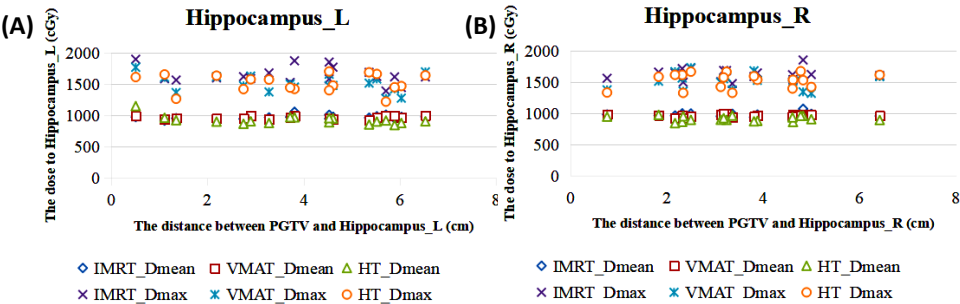 (A)
Hippocampus_L
The dose to Hippocampus_L (cGy)
2000
1500
1000
500
0
0 2 4 6 8
The distance between PGTV and Hippocampus_L (cm)
IMRT_Dmean VMAT_Dmean HT_Dmean
IMRT_Dmax VMAT_Dmax HT_Dmax
(B)
Hippocampus_R
The dose to Hippocampus_R (cGy)
2000
1500
1000
500
0
0 2 4 6 8
The distance between PGTV and Hippocampus_R (cm)
IMRT_Dmean VMAT_Dmean HT_Dmean
IMRT_Dmax VMAT_Dmax HT_Dmax